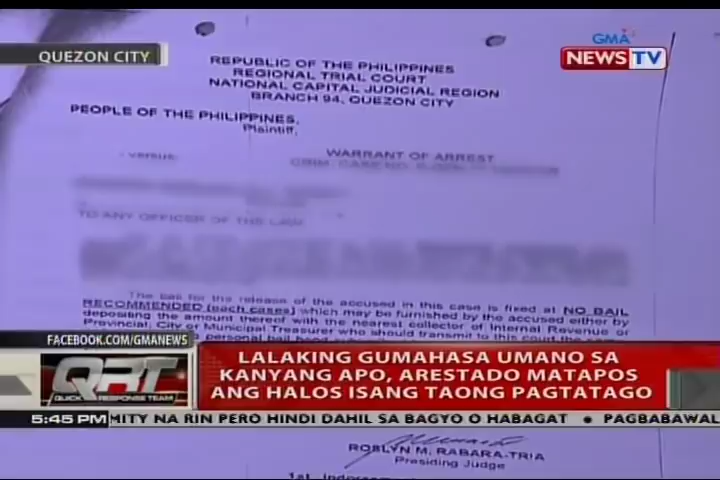 QUEZON CITY
GMA
NEWS TV
REPUBLIC OF THE PHILIPPINES
REGIONAL TRIAL COURT
NATIONAL CAPITAL JUDICIAL REGION
BRANCH 94, QUEZON CITY
PEOPLE OF THE PHILIPPINES,
Plaintiff,
- versus-
WARRANT OF ARREST
CRIM. CASE NO.
TO ANY OFFICER OF THE LAW
The bail for the release of the accused in this case is fixed at NO BAIL
RECOMMENDED (each cases) which may be furnished by the accused either by
depositing the amount thereof with the nearest collector of Internal Revenue or
Provincial, City or Municipal Treasurer who should transmit to this court the
personal bail
FACEBOOK.COM/GMANEWS
QRT
QUICK RESPONSE TEAM
LALAKING GUMAHASA UMANO SA
KANYANG APO, ARESTADO MATAPOS
ANG HALOS ISANG TAONG PAGTATAGO
5:45 PM MITY NA RIN PERO HINDI DAHIL SA BAGYO O HABAGAT • PAGBABAWAL
ROSLYN M. RABARA-TRIA
Presiding Judge
1st